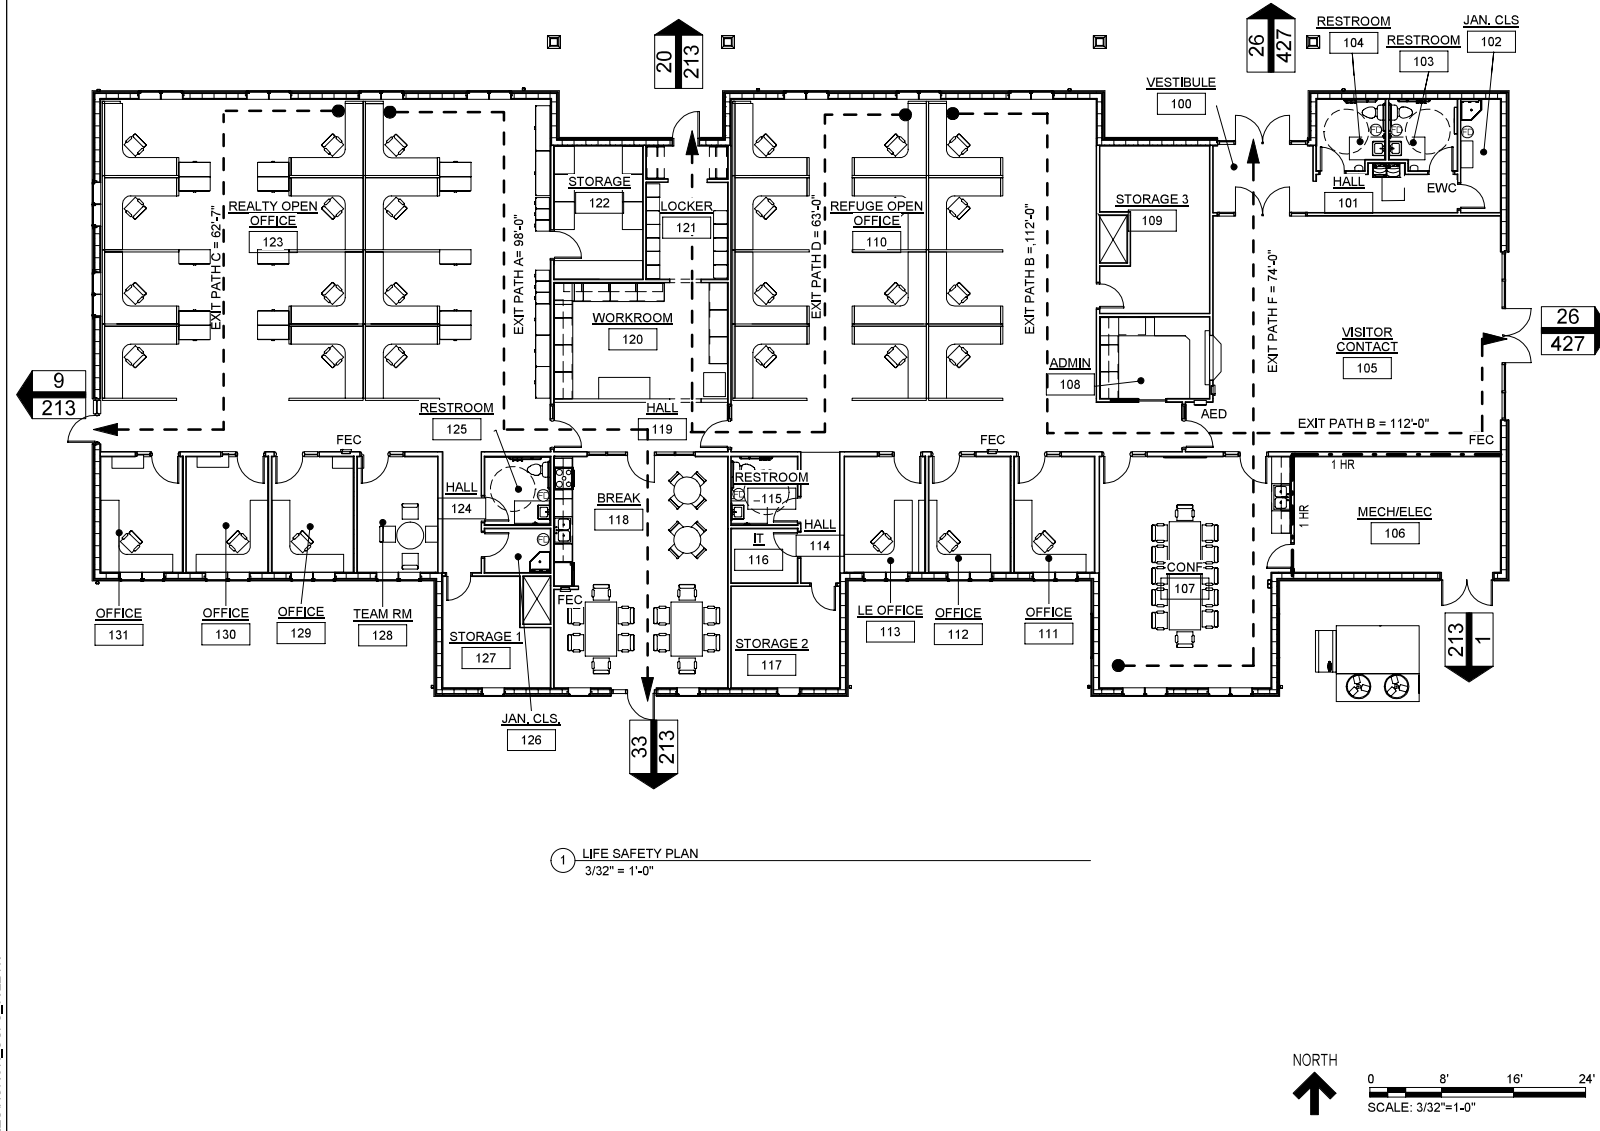 20
213
26
427
RESTROOM
104
RESTROOM
103
JAN. CLS
102
VESTIBULE
100
STORAGE
122
LOCKER
121
REALTY OPEN
OFFICE
123
EXIT PATH C = 62'-7"
EXIT PATH A= 98'-0"
EXIT PATH D = 63'-0"
REFUGE OPEN
OFFICE
110
EXIT PATH B = 112'-0"
STORAGE 3
109
HALL
101
EWC
EXIT PATH F = 74'-0"
WORKROOM
120
ADMIN
108
VISITOR
CONTACT
105
26
427
9
213
RESTROOM
125
HALL
119
AED
EXIT PATH B = 112'-0"
FEC
FEC
FEC
1 HR
HALL
124
BREAK
118
RESTROOM
115
IT
116
HALL
114
1 HR
MECH/ELEC
106
CONF
107
FEC
OFFICE
131
OFFICE
130
OFFICE
129
TEAM RM
128
STORAGE 1
127
STORAGE 2
117
LE OFFICE
113
OFFICE
112
OFFICE
111
213
1
JAN. CLS.
126
33
213
1
LIFE SAFETY PLAN
3/32" = 1'-0"
NORTH
0 8' 16' 24'
SCALE: 3/32"=1-0"